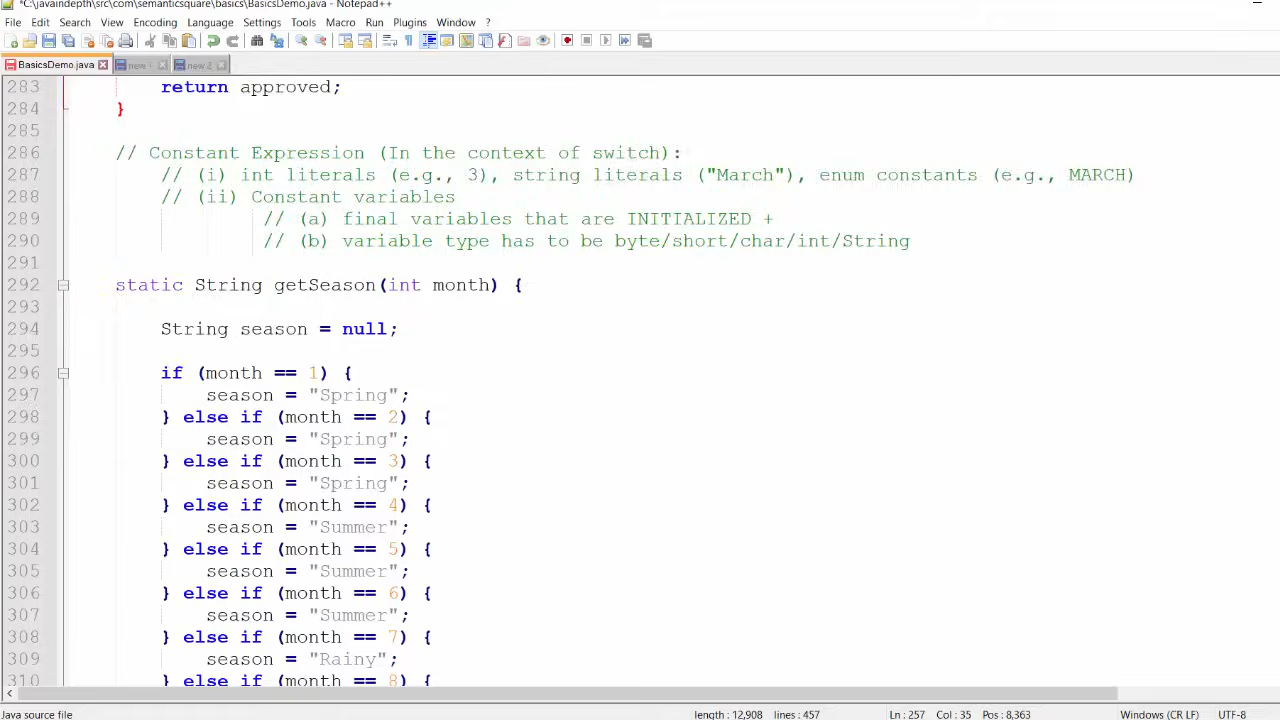 *C:\javaindepth\src\com\semanticsquare\basics\BasicsDemo.java - Notepad++
File Edit Search View Encoding Language Settings Tools Macro Run Plugins Window ?
BasicsDemo.java new new 2
283 return approved;
284 }
285
286 // Constant Expression (In the context of switch):
287 // (i) int literals (e.g., 3), string literals ("March"), enum constants (e.g., MARCH)
288 // (ii) Constant variables
289 // (a) final variables that are INITIALIZED +
290 // (b) variable type has to be byte/short/char/int/String
291
292 static String getSeason(int month) {
293
294 String season = null;
295
296 if (month == 1) {
297 season = "Spring";
298 } else if (month == 2) {
299 season = "Spring";
300 } else if (month == 3) {
301 season = "Spring";
302 } else if (month == 4) {
303 season = "Summer";
304 } else if (month == 5) {
305 season = "Summer";
306 } else if (month == 6) {
307 season = "Summer";
308 } else if (month == 7) {
309 season = "Rainy";
310 } else if (month == 8) {
Java source file length : 12,908 lines : 457 Ln : 257 Col : 35 Pos : 8,363 Windows (CR LF) UTF-8